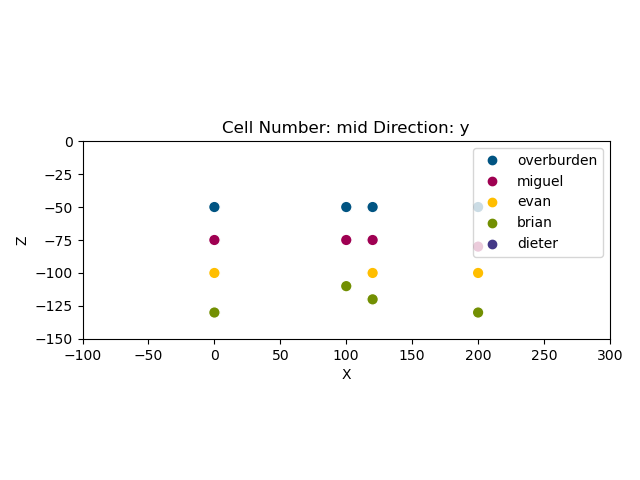 Cell Number: mid Direction: y
0
−25
−50
−75
−100
−125
−150
Z
−100
−50
0
50
100
150
200
250
300
X
overburden
miguel
evan
brian
dieter